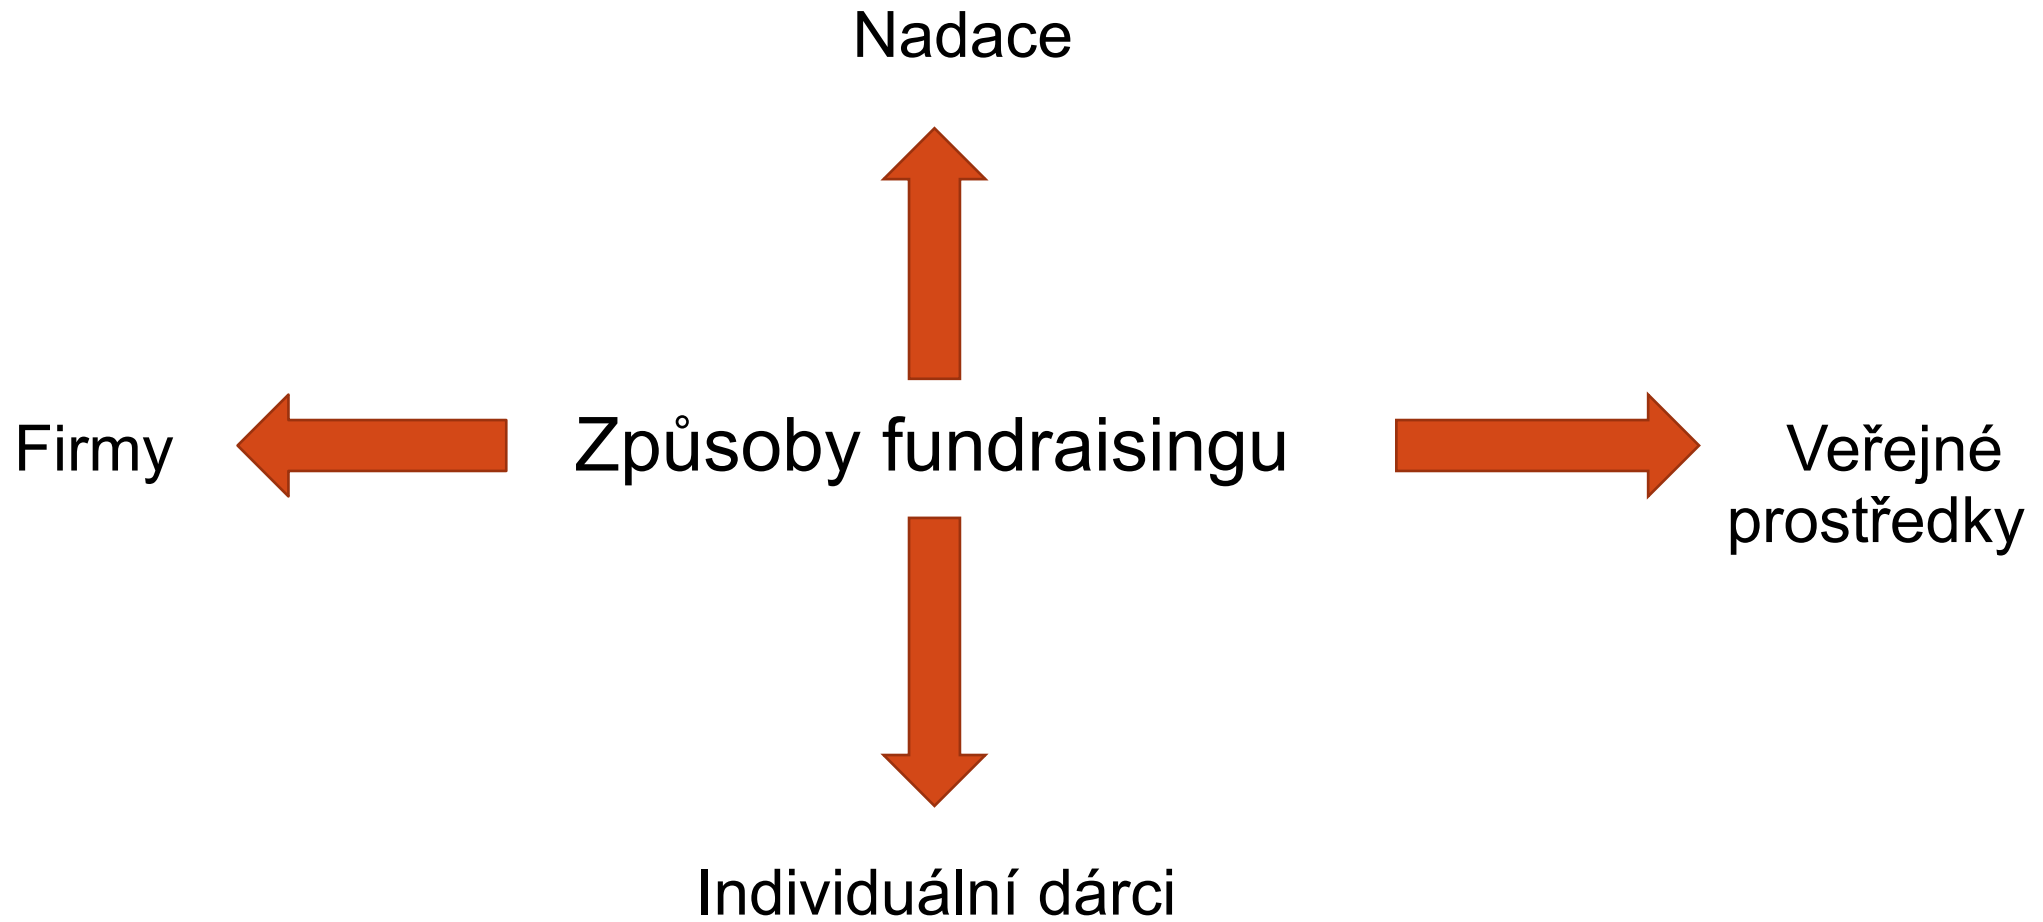 Nadace
Firmy
Způsoby fundraisingu
Veřejné
prostředky
Individuální dárci